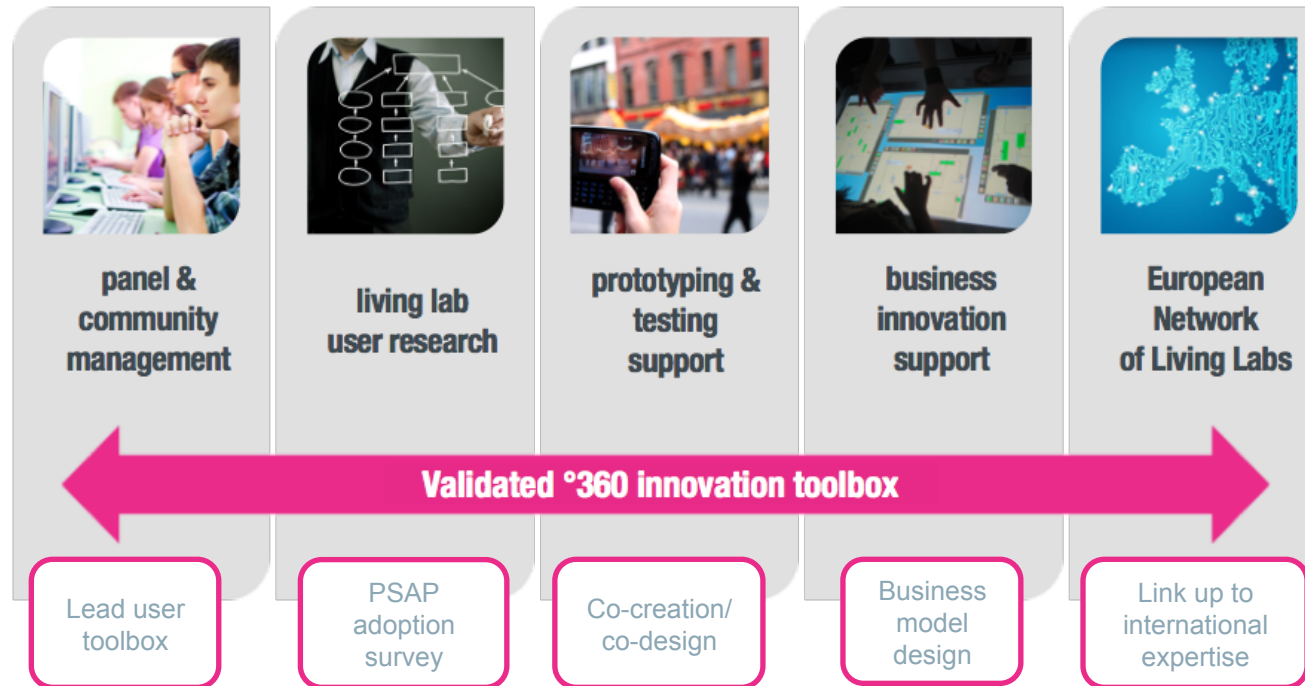 panel &
community
management
living lab
user research
prototyping &
testing
support
business
innovation
support
European
Network
of Living Labs
Validated °360 innovation toolbox
Lead user
toolbox
PSAP
adoption
survey
Co-creation/
co-design
Business
model
design
Link up to
international
expertise